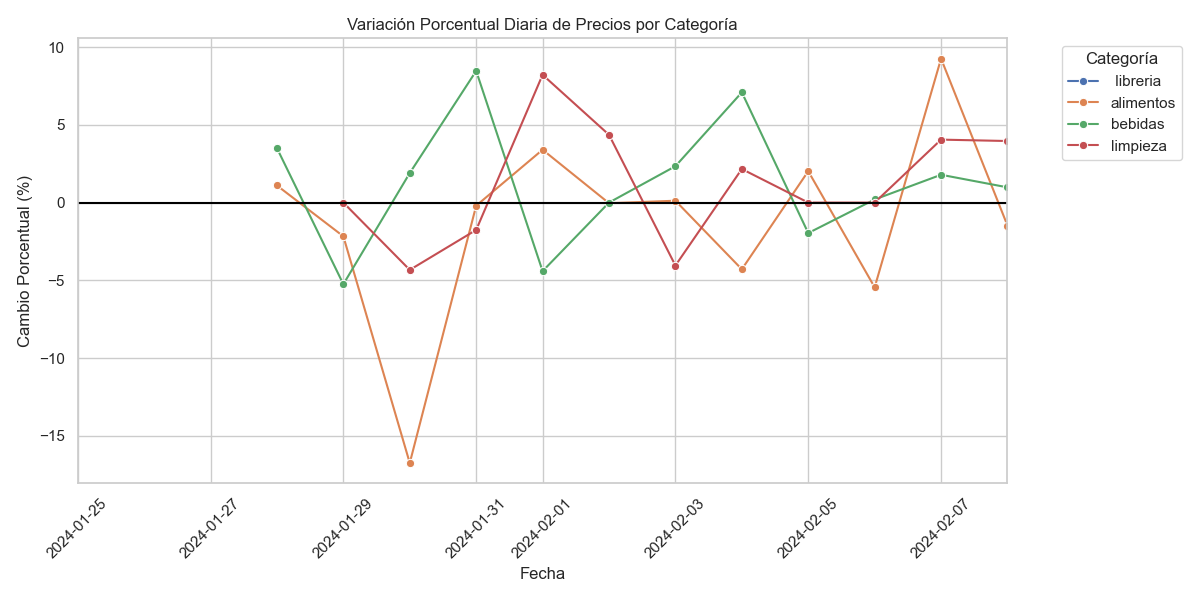 Variación Porcentual Diaria de Precios por Categoría
Cambio Porcentual (%)
10
5
0
−5
−10
−15
2024-01-25
2024-01-27
2024-01-29
2024-01-31
2024-02-01
2024-02-03
2024-02-05
2024-02-07
Fecha
Categoría
libreria
alimentos
bebidas
limpieza